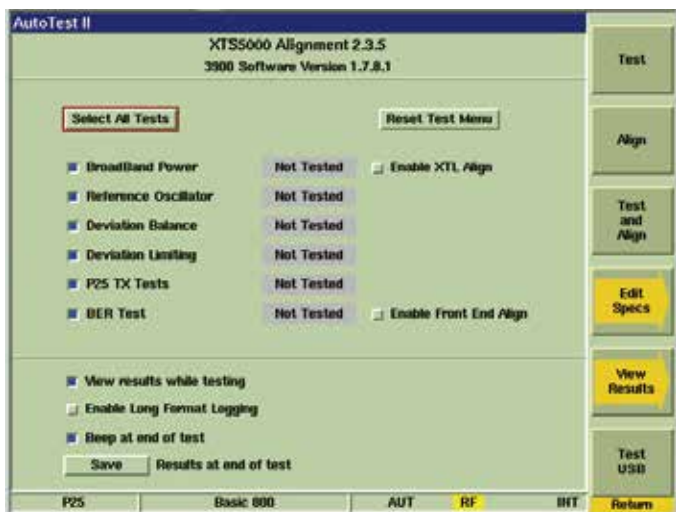 AutoTest II
XTS5000 Alignment 2.3.5
3900 Software Version 1.7.8.1
Select All Tests
Reset Test Menu
BroadBand Power Not Tested Enable XTL Align
Reference Oscillator Not Tested
Deviation Balance Not Tested
Deviation Limiting Not Tested
P25 TX Tests Not Tested
BER Test Not Tested Enable Front End Align
View results while testing
Enable Long Format Logging
Beep at end of test
Save Results at end of test
P25 Basic 800 AUT RF INT
Test
Align
Test
and
Align
Edit
Specs
View
Results
Test
USB
Return